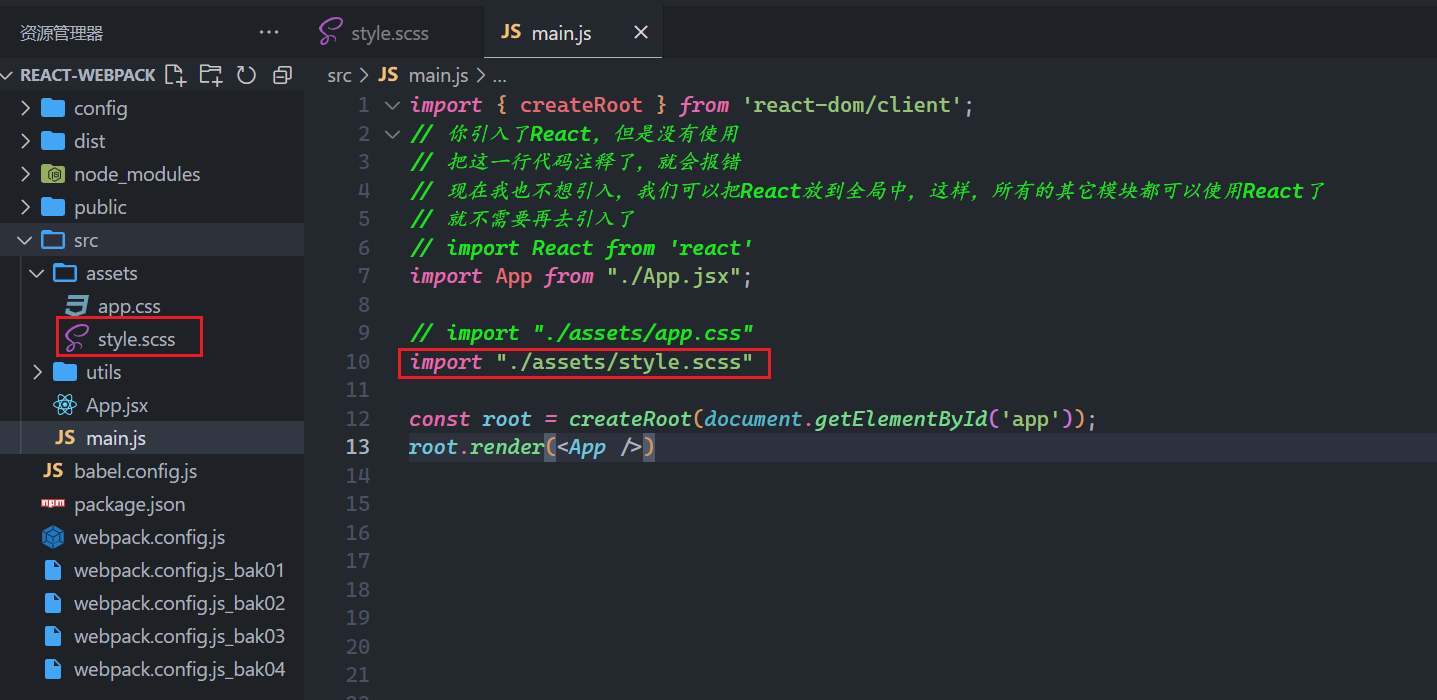 资源管理器 ···
style.scss
JS main.js ×
REACT-WEBPACK
config
dist
node_modules
public
src
assets
app.css
style.scss
utils
App.jsx
JS main.js
JS babel.config.js
package.json
webpack.config.js
webpack.config.js_bak01
webpack.config.js_bak02
webpack.config.js_bak03
webpack.config.js_bak04
src > JS main.js > ...
1 import { createRoot } from 'react-dom/client';
2 // 你引入了React，但是没有使用
3 // 把这一行代码注释了，就会报错
4 // 现在我也不想引入，我们可以把React放到全局中，这样，所有的其它模块都可以使用React了
5 // 就不需要再去引入了
6 // import React from 'react'
7 import App from "./App.jsx";
8
9 // import "./assets/app.css"
10 import "./assets/style.scss"
11
12 const root = createRoot(document.getElementById('app'));
13 root.render(<App />)
14
15
16
17
18
19
20
21